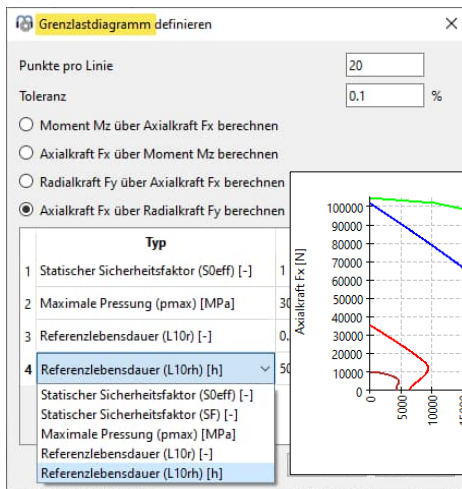 Grenzlastdiagramm definieren
Punkte pro Linie 20
Toleranz 0.1 %
Moment Mz über Axialkraft Fx berechnen
Axialkraft Fx über Moment Mz berechnen
Radialkraft Fy über Axialkraft Fx berechnen
Axialkraft Fx über Radialkraft Fy berechnen
Typ
1 Statischer Sicherheitsfaktor (S0eff) [-] 1
2 Maximale Pressung (pmax) [MPa] 30
3 Referenzlebensdauer (L10r) [-] 0.
4 Referenzlebensdauer (L10rh) [h] 50
Statischer Sicherheitsfaktor (S0eff) [-]
Statischer Sicherheitsfaktor (SF) [-]
Maximale Pressung (pmax) [MPa]
Referenzlebensdauer (L10r) [-]
Referenzlebensdauer (L10rh) [h]
Axialkraft Fx [N]
100000
90000
80000
70000
60000
50000
40000
30000
20000
10000
0
0
5000
10000